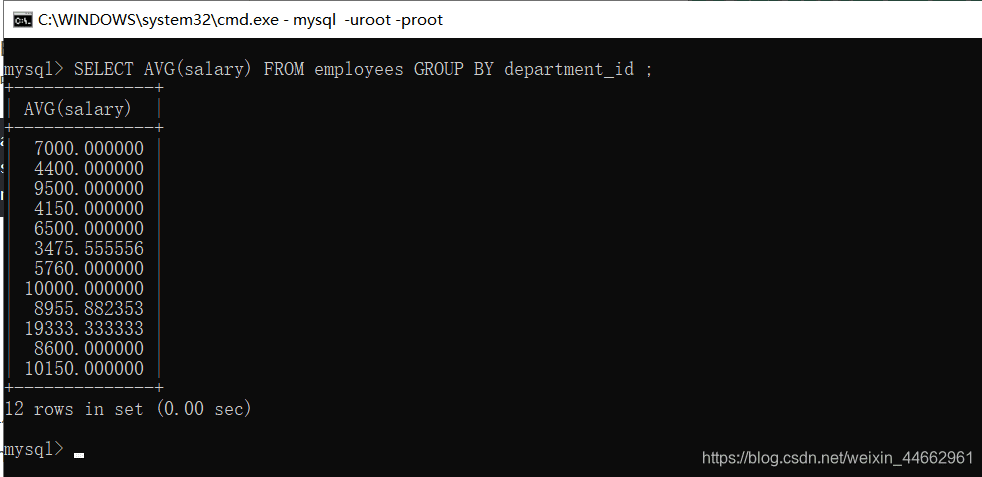 C:\WINDOWS\system32\cmd.exe - mysql  -uroot -proot
mysql> SELECT AVG(salary) FROM employees GROUP BY department_id ;
+--------------+
| AVG(salary)  |
+--------------+
|  7000.000000 |
|  4400.000000 |
|  9500.000000 |
|  4150.000000 |
|  6500.000000 |
|  3475.555556 |
|  5760.000000 |
| 10000.000000 |
|  8955.882353 |
| 19333.333333 |
|  8600.000000 |
| 10150.000000 |
+--------------+
12 rows in set (0.00 sec)
mysql>
https://blog.csdn.net/weixin_44662961